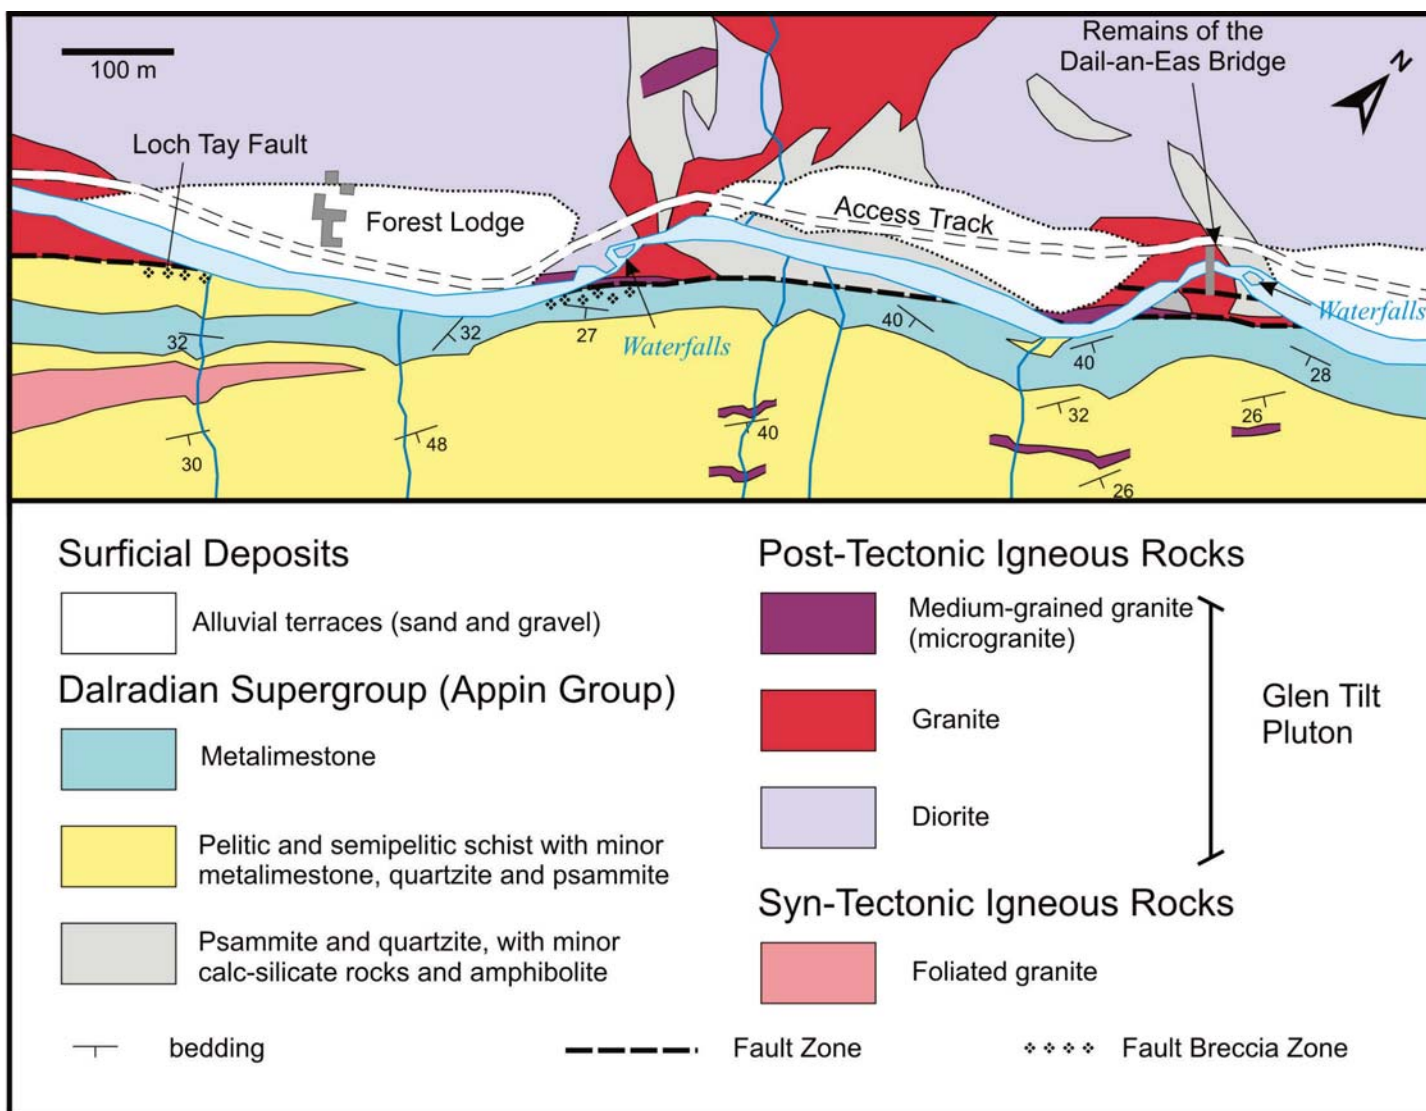 Remains of the
Dail-an-Eas Bridge
N
100 m
Loch Tay Fault
Forest Lodge
Access Track
Waterfalls
Waterfalls
32
32
27
40
40
28
30
48
40
32
26
26
Surficial Deposits
Alluvial terraces (sand and gravel)
Dalradian Supergroup (Appin Group)
Metalimestone
Pelitic and semipelitic schist with minor
metalimestone, quartzite and psammite
Psammite and quartzite, with minor
calc-silicate rocks and amphibolite
Post-Tectonic Igneous Rocks
Medium-grained granite
(microgranite)
Granite
Diorite
Glen Tilt
Pluton
Syn-Tectonic Igneous Rocks
Foliated granite
bedding
Fault Zone
Fault Breccia Zone